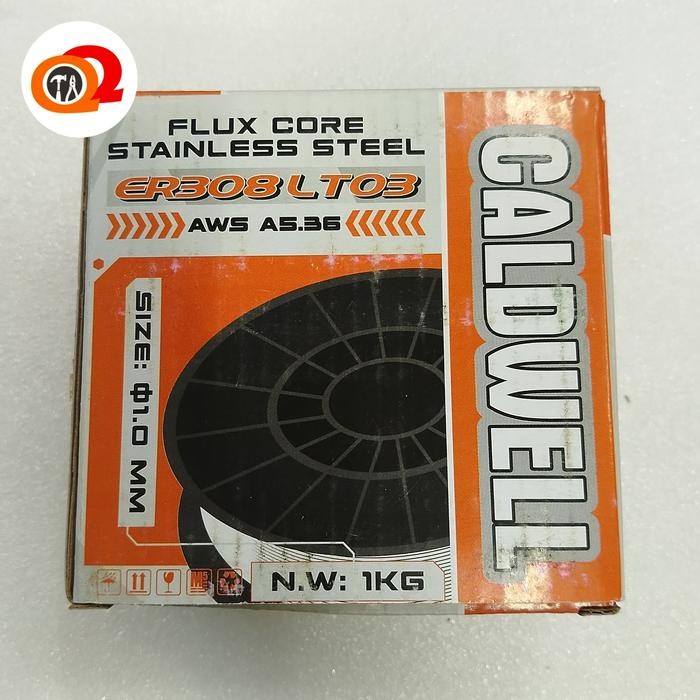 FLUX CORE
STAINLESS STEEL
ER308 LT03
AWS A5.36
SIZE: Φ1.0 MM
N.W: 1KG
CALDWELL